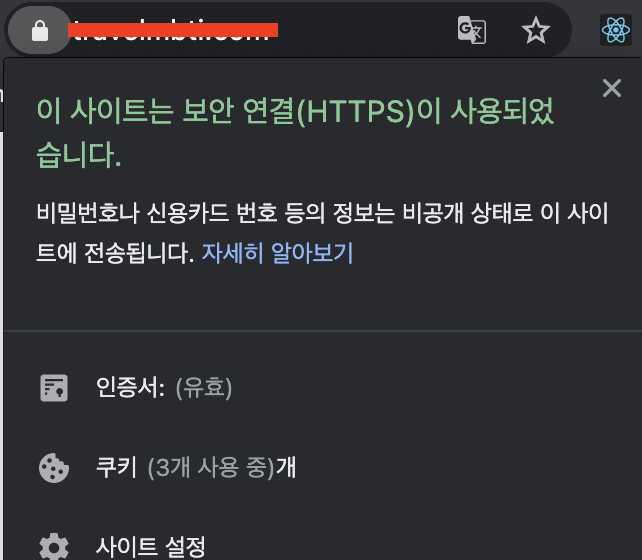 이 사이트는 보안 연결(HTTPS)이 사용되었
습니다.
비밀번호나 신용카드 번호 등의 정보는 비공개 상태로 이 사이
트에 전송됩니다. 자세히 알아보기
인증서: (유효)
쿠키 (3개 사용 중)개
사이트 설정